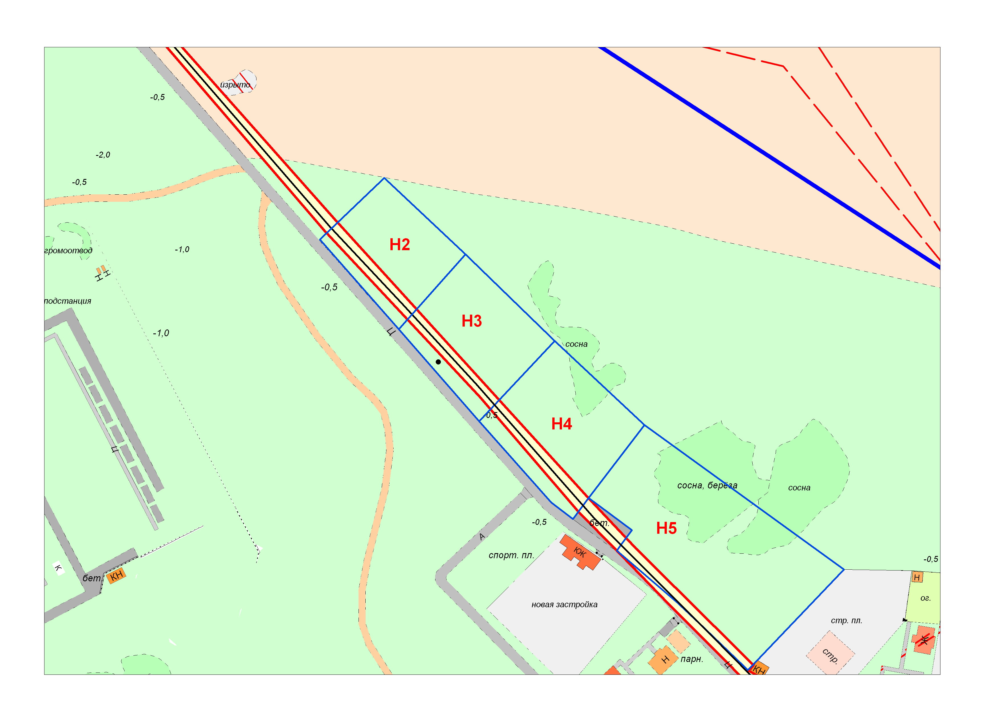 изрыто
-0,5
-2,0
-0,5
Н2
громоотвод
-1,0
Н
Н
-0,5
подстанция
Н3
Ц
-1,0
сосна
-0,5
Н4
Ц
сосна, берёза
сосна
-0,5
бет.
Н5
А
спорт. пл.
КЖ
-0,5
К
бет.
КН
Н
ог.
новая застройка
стр. пл.
Ж
стр.
Н
парн.
Ц
КН